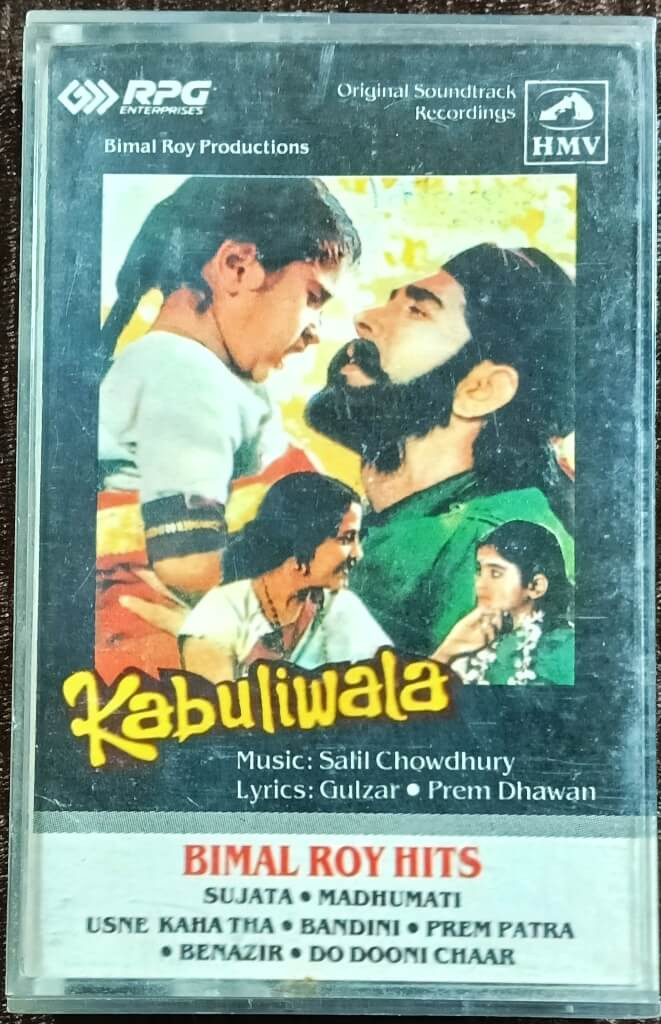 RPG
ENTERPRISES
Original Soundtrack
Recordings
HMV
Bimal Roy Productions
Kabuliwala
Music: Salil Chowdhury
Lyrics: Gulzar • Prem Dhawan
BIMAL ROY HITS
SUJATA • MADHUMATI
USNE KAHA THA • BANDINI • PREM PATRA
• BENAZIR • DO DOONI CHAAR